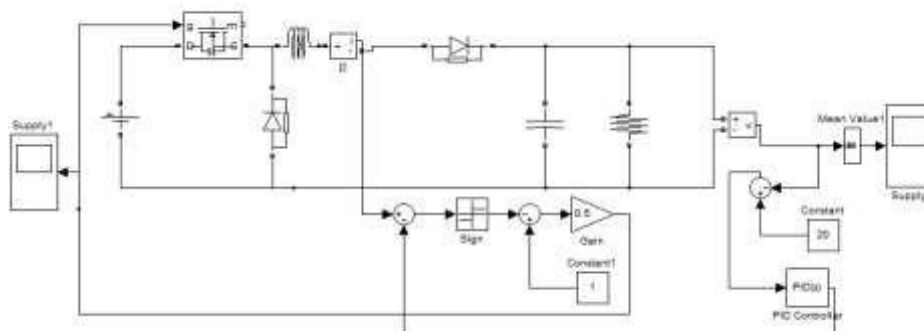 g
m
D
S
i
+
-
v
Supply1
Mean Value1
Supply
Constant
20
Sign
0.5
Gain
Constant1
1
PID(s)
PID Controller